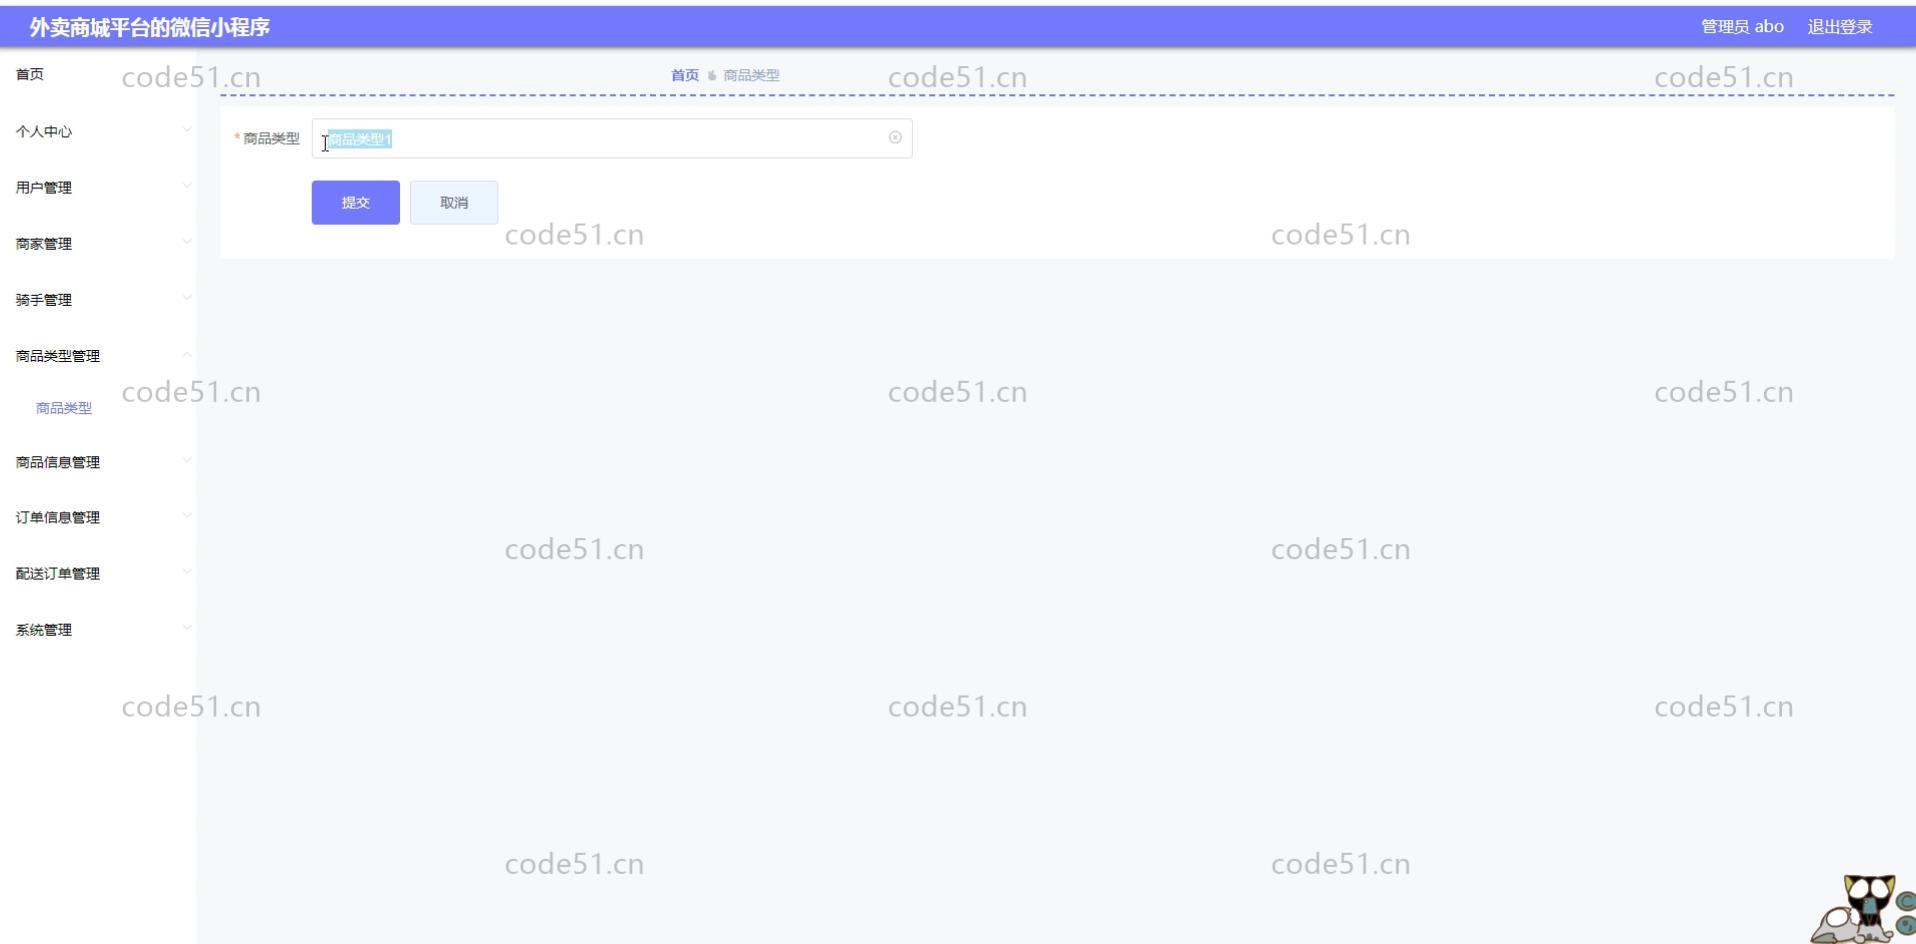 外卖商城平台的微信小程序
管理员 abo 退出登录
首页
个人中心
用户管理
商家管理
骑手管理
商品类型管理
商品类型
商品信息管理
订单信息管理
配送订单管理
系统管理
首页 商品类型
*商品类型 商品类型1
提交 取消
code51.cn code51.cn code51.cn
code51.cn code51.cn
code51.cn code51.cn code51.cn
code51.cn code51.cn
code51.cn code51.cn code51.cn
code51.cn code51.cn